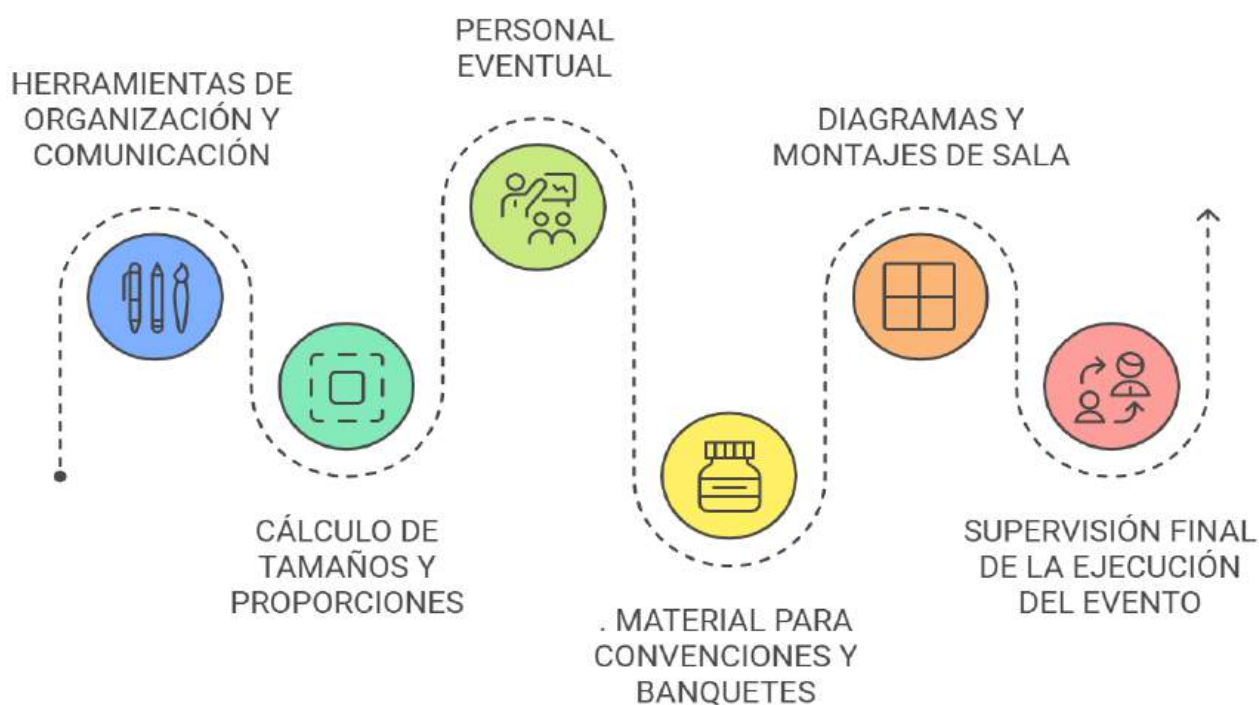 HERRAMIENTAS DE
ORGANIZACIÓN Y
COMUNICACIÓN
CÁLCULO DE
TAMAÑOS Y
PROPORCIONES
PERSONAL
EVENTUAL
. MATERIAL PARA
CONVENCIONES Y
BANQUETES
DIAGRAMAS Y
MONTAJES DE SALA
SUPERVISIÓN FINAL
DE LA EJECUCIÓN
DEL EVENTO